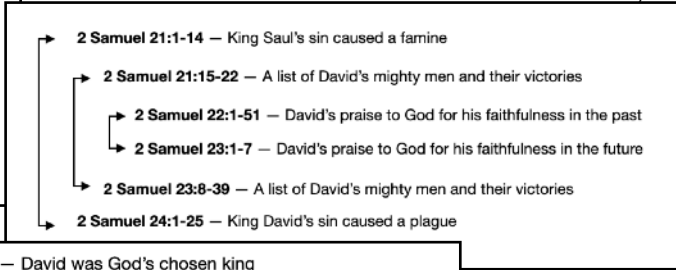 2 Samuel 21:1-14 — King Saul's sin caused a famine
2 Samuel 21:15-22 — A list of David's mighty men and their victories
2 Samuel 22:1-51 — David's praise to God for his faithfulness in the past
2 Samuel 23:1-7 — David's praise to God for his faithfulness in the future
2 Samuel 23:8-39 — A list of David's mighty men and their victories
2 Samuel 24:1-25 — King David's sin caused a plague
— David was God's chosen king